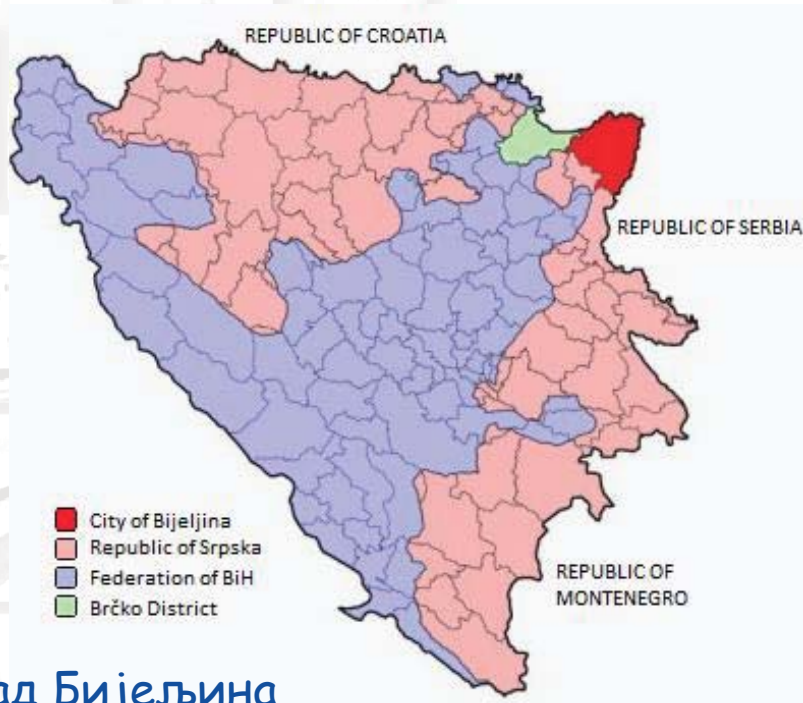 REPUBLIC OF CROATIA
REPUBLIC OF SERBIA
City of Bijeljina
Republic of Srpska
Federation of BiH
Brčko District
REPUBLIC OF
MONTENEGRO
Бијељина